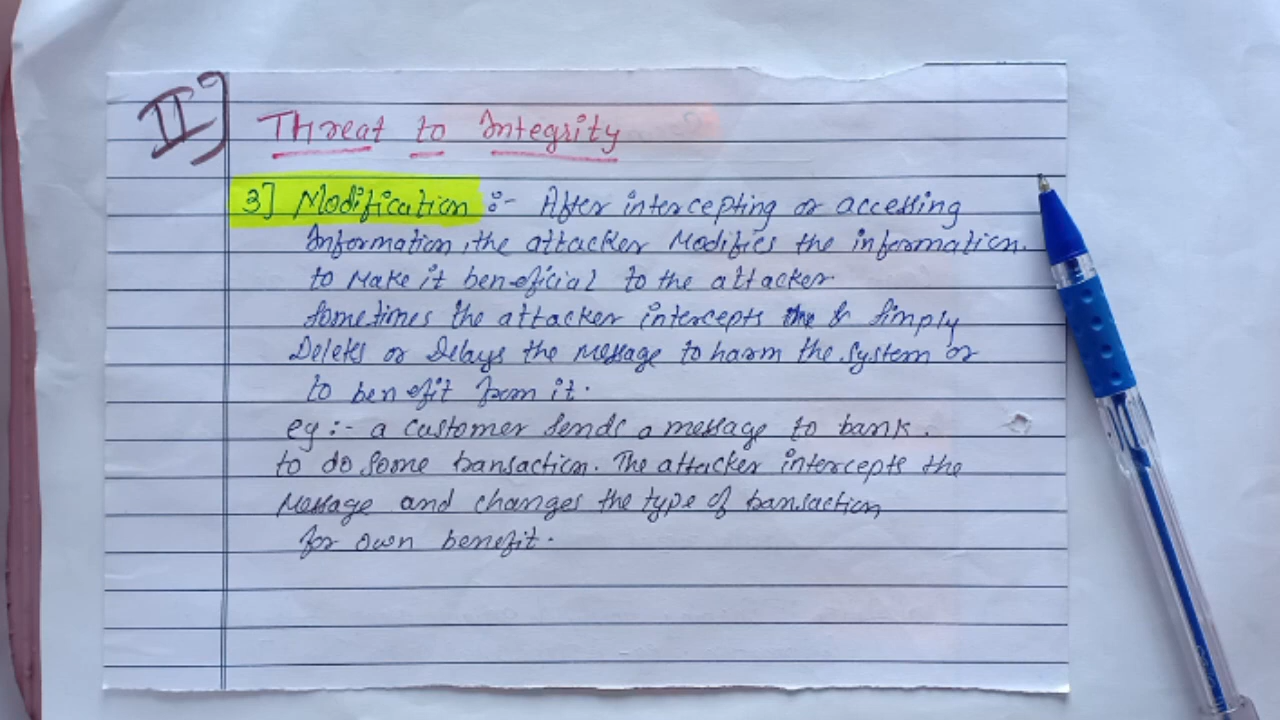 II) Threat to Integrity
3] Modification :- After intercepting or accessing
Information, the attacker Modifies the information.
to Make it beneficial to the attacker
Sometimes the attacker intercepts the & Simply
Deletes or Delays the Message to harm the system or
to benefit from it.
eg :- a customer Sends a message to bank.
to do Some transaction. The attacker intercepts the
Message and changes the type of transaction
for own benefit.